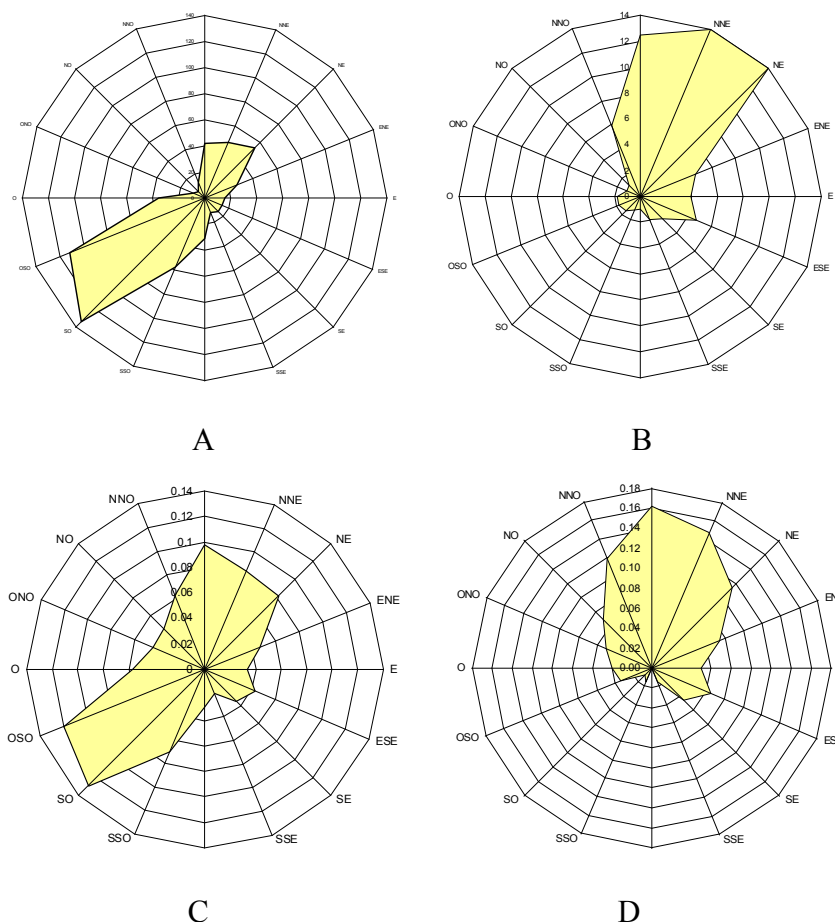 140
NNO
NNE
120
NO
NE
100
80
ONO
ENE
60
40
20
O
0
E
OSO
ESE
SO
SE
SSO
SSE
A
14
NNO
NNE
12
NO
NE
10
8
ONO
ENE
6
4
2
O
0
E
OSO
ESE
SO
SE
SSO
SSE
B
0.14
NNO
NNE
0.12
NO
NE
0.1
0.08
ONO
ENE
0.06
0.04
0.02
O
0
E
OSO
ESE
SO
SE
SSO
SSE
C
0.18
NNO
NNE
0.16
0.14
NO
NE
0.12
0.10
ONO
EN
0.08
0.06
0.04
0.02
O
0.00
OSO
ES
SO
SE
SSO
SSE
D